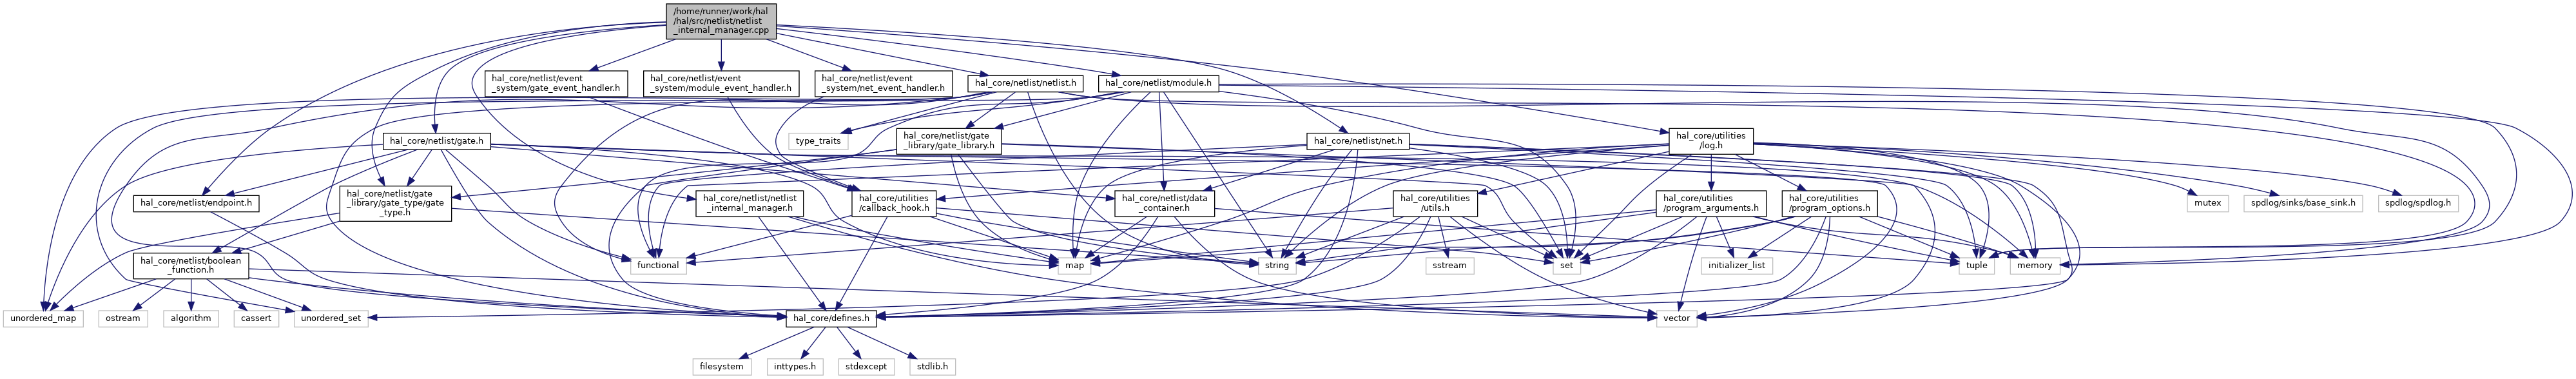 /home/runner/work/hal
/hal/src/netlist/netlist
_internal_manager.cpp
hal_core/netlist/event
_system/gate_event_handler.h
hal_core/netlist/event
_system/module_event_handler.h
hal_core/netlist/event
_system/net_event_handler.h
hal_core/netlist/netlist.h
hal_core/netlist/module.h
hal_core/netlist/gate.h
type_traits
hal_core/netlist/gate
_library/gate_library.h
hal_core/netlist/net.h
hal_core/utilities
/log.h
hal_core/netlist/endpoint.h
hal_core/netlist/gate
_library/gate_type/gate
_type.h
hal_core/netlist/netlist
_internal_manager.h
hal_core/utilities
/callback_hook.h
hal_core/netlist/data
_container.h
hal_core/utilities
/utils.h
hal_core/utilities
/program_arguments.h
hal_core/utilities
/program_options.h
mutex
spdlog/sinks/base_sink.h
spdlog/spdlog.h
hal_core/netlist/boolean
_function.h
functional
map
string
sstream
set
initializer_list
tuple
memory
unordered_map
ostream
algorithm
cassert
unordered_set
hal_core/defines.h
vector
filesystem
inttypes.h
stdexcept
stdlib.h